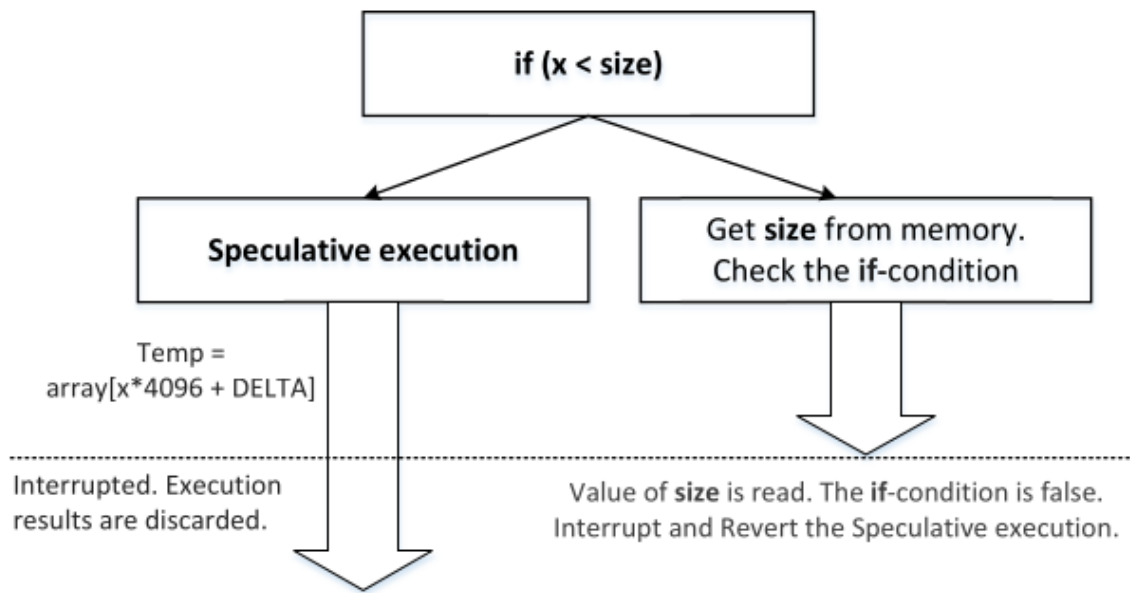 if (x < size)
Speculative execution
Get size from memory.
Check the if-condition
Temp =
array[x*4096 + DELTA]
Interrupted. Execution
results are discarded.
Value of size is read. The if-condition is false.
Interrupt and Revert the Speculative execution.